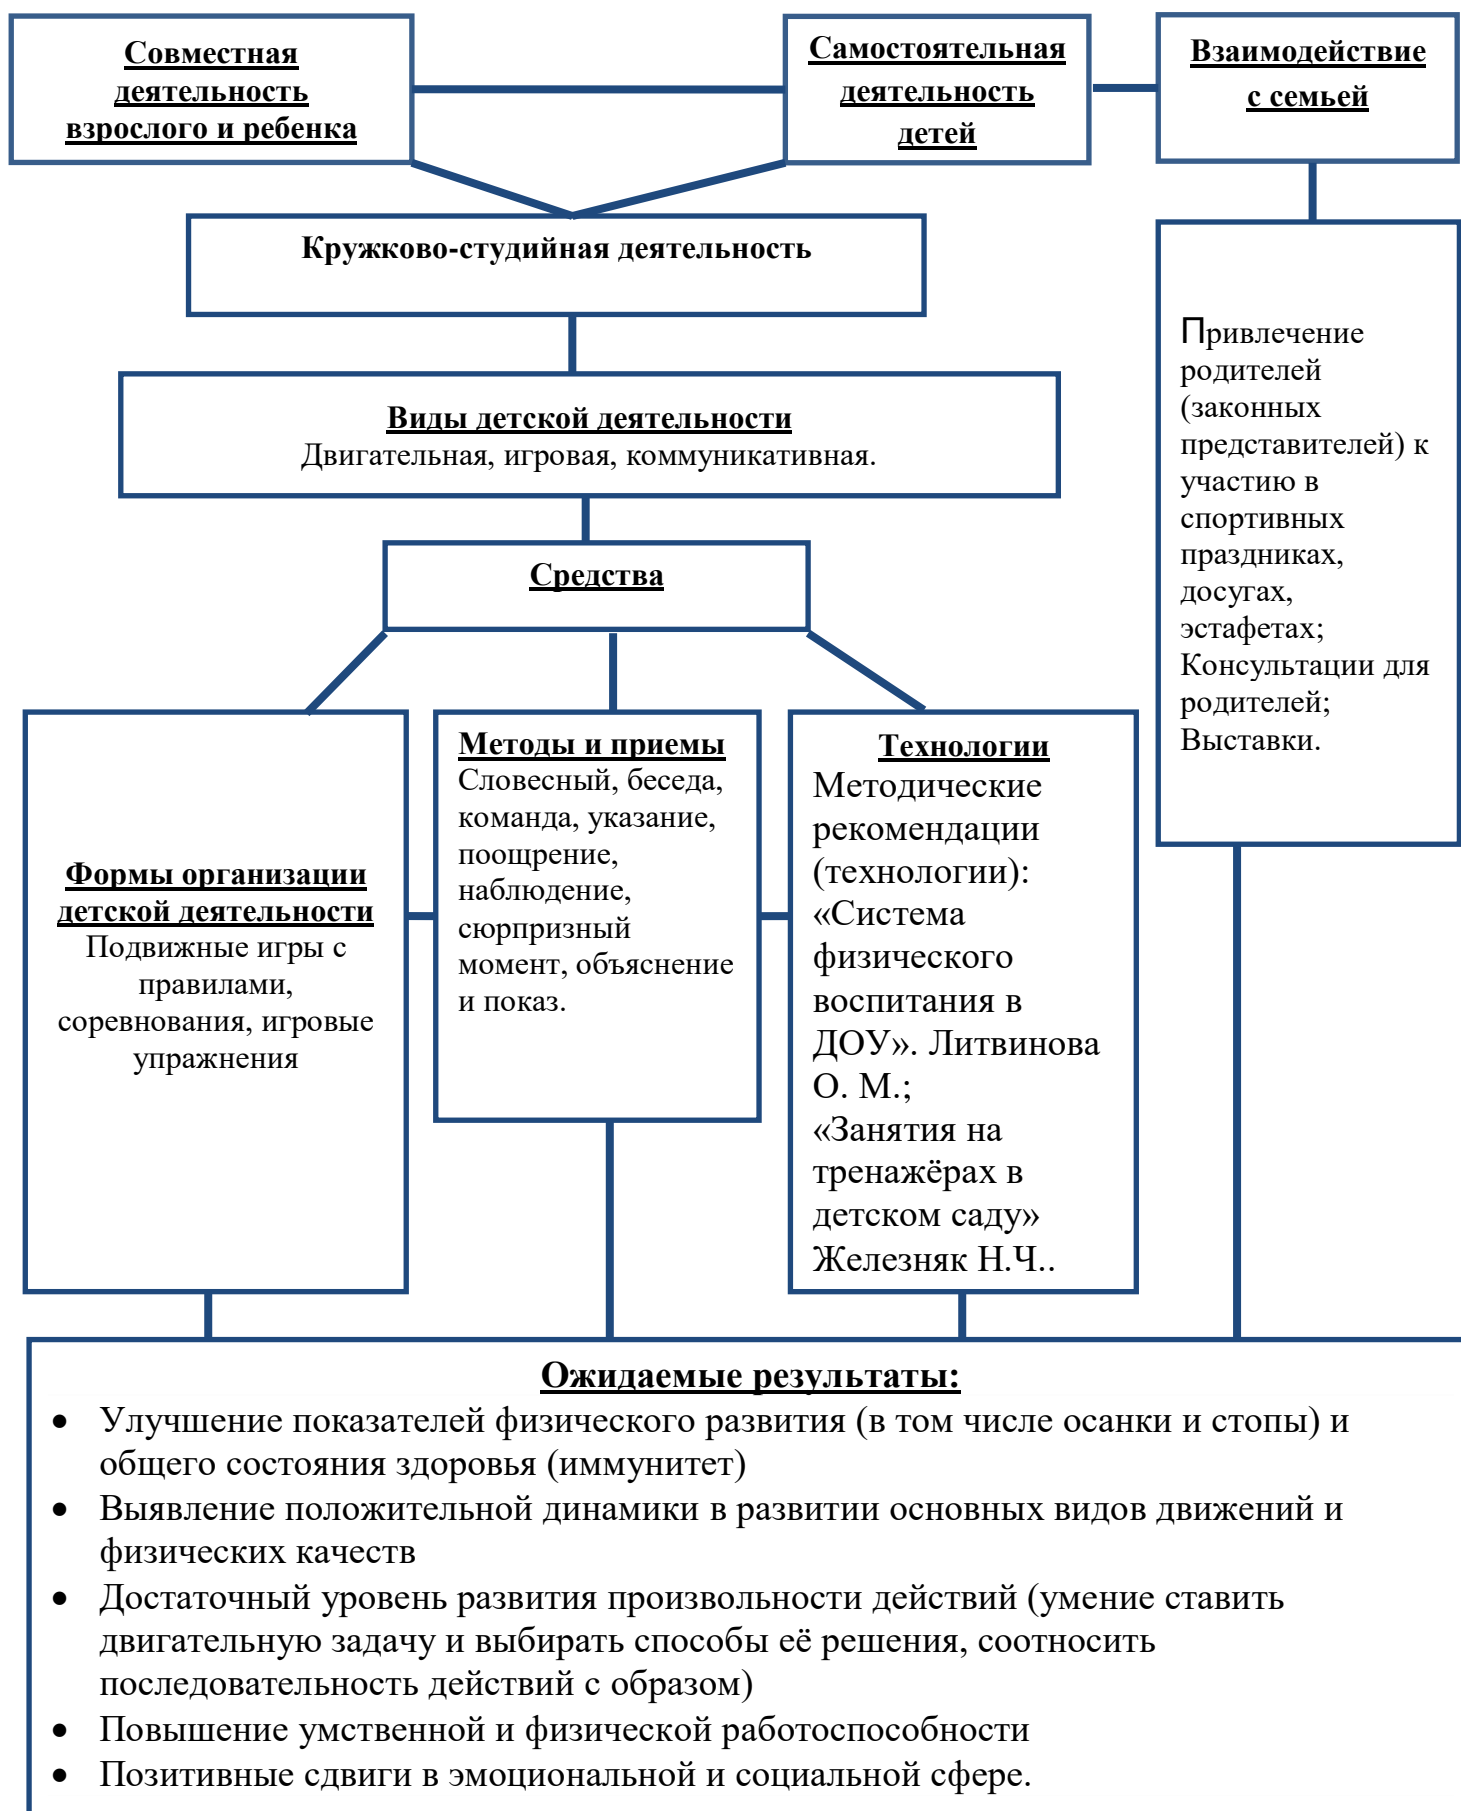 Совместная
деятельность
взрослого и ребенка
Самостоятельная
деятельность
детей
Взаимодействие
с семьей
Кружково-студийная деятельность
Виды детской деятельности
Двигательная, игровая, коммуникативная.
Средства
Привлечение
родителей
(законных
представителей) к
участию в
спортивных
праздниках,
досугах,
эстафетах;
Консультации для
родителей;
Выставки.
Формы организации
детской деятельности
Подвижные игры с
правилами,
соревнования, игровые
упражнения
Методы и приемы
Словесный, беседа,
команда, указание,
поощрение,
наблюдение,
сюрпризный
момент, объяснение
и показ.
Технологии
Методические
рекомендации
(технологии):
«Система
физического
воспитания в
ДОУ». Литвинова
О. М.;
«Занятия на
тренажёрах в
детском саду»
Железняк Н.Ч..
Ожидаемые результаты:
• Улучшение показателей физического развития (в том числе осанки и стопы) и
общего состояния здоровья (иммунитет)
• Выявление положительной динамики в развитии основных видов движений и
физических качеств
• Достаточный уровень развития произвольности действий (умение ставить
двигательную задачу и выбирать способы её решения, соотносить
последовательность действий с образом)
• Повышение умственной и физической работоспособности
• Позитивные сдвиги в эмоциональной и социальной сфере.